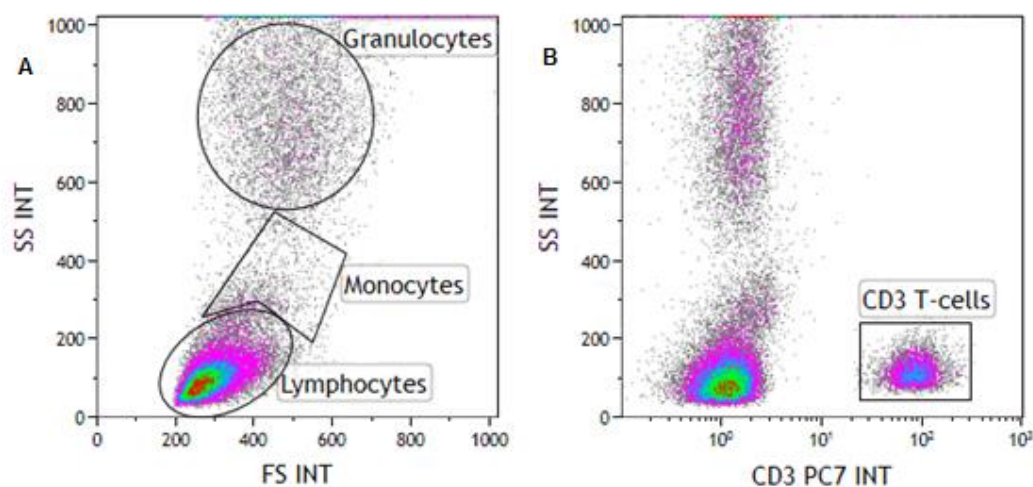 A
Granulocytes
Monocytes
Lymphocytes
1000
800
600
400
200
0
SS INT
0
200
400
600
800
1000
FS INT
B
CD3 T-cells
1000
800
600
400
200
0
SS INT
10⁰
10¹
10²
10³
CD3 PC7 INT